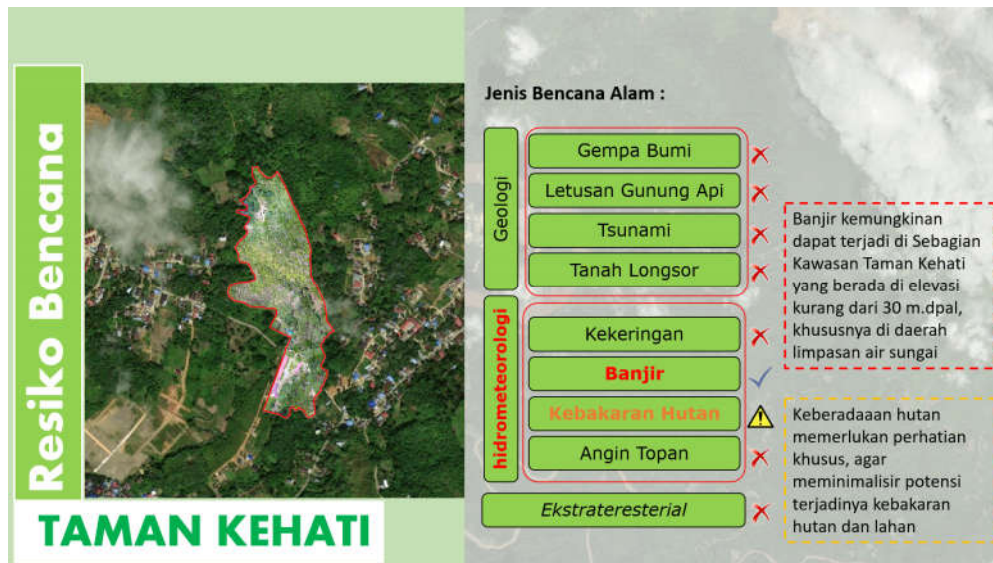 Resiko Bencana
TAMAN KEHATI
Jenis Bencana Alam :
Geologi
Gempa Bumi
Letusan Gunung Api
Tsunami
Tanah Longsor
hidrometeorologi
Kekeringan
Banjir
Kebakaran Hutan
Angin Topan
Ekstrateresterial
Banjir kemungkinan
dapat terjadi di Sebagian
Kawasan Taman Kehati
yang berada di elevasi
kurang dari 30 m.dpal,
khususnya di daerah
limpasan air sungai
Keberadaaan hutan
memerlukan perhatian
khusus, agar
meminimalisir potensi
terjadinya kebakaran
hutan dan lahan